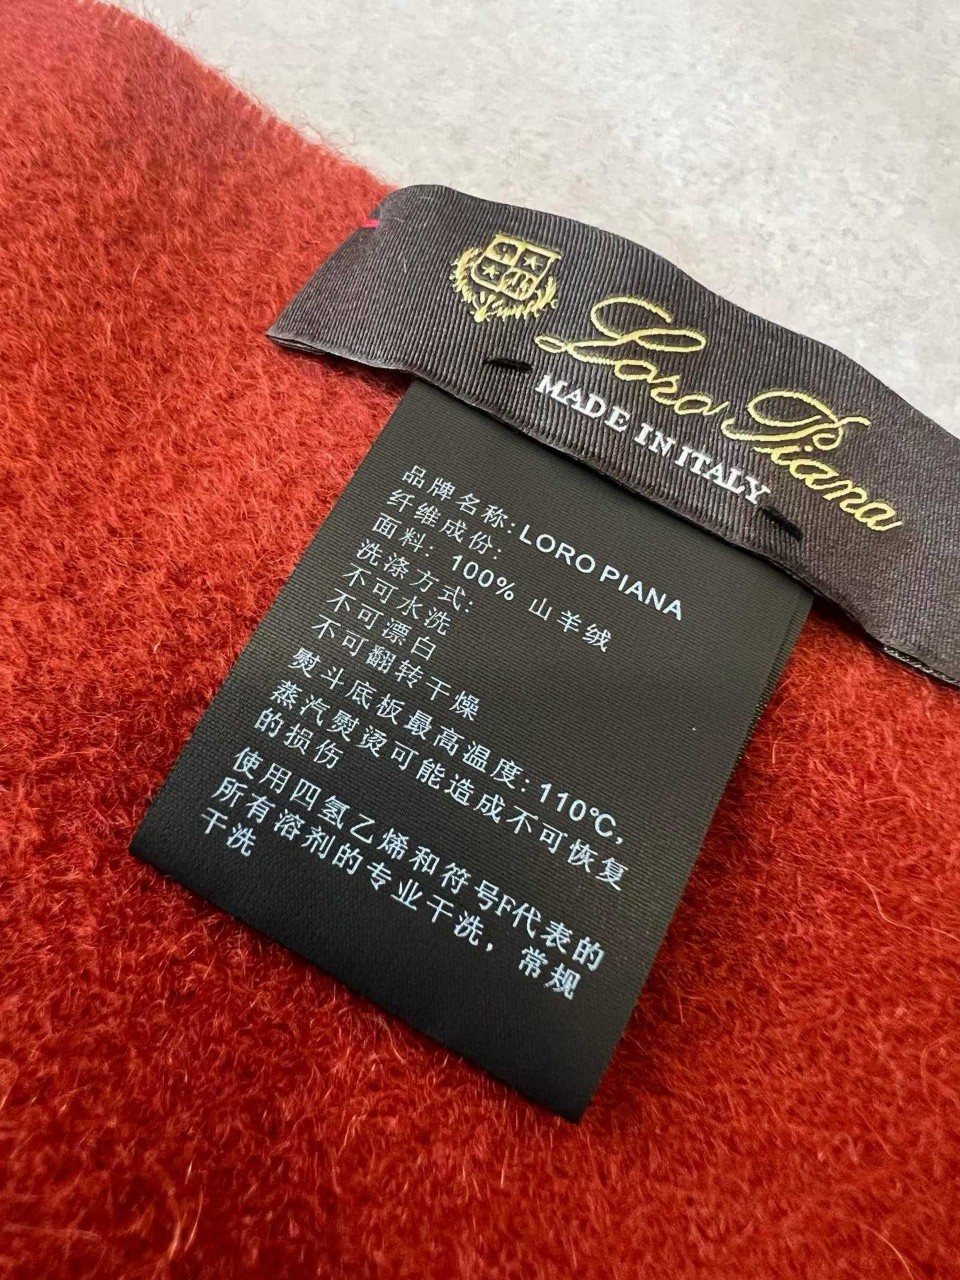 Loro Piana
MADE IN ITALY
品牌名称: LORO PIANA
纤维成份:
面料: 100% 山羊绒
洗涤方式:
不可水洗
不可漂白
不可翻转干燥
熨斗底板最高温度: 110℃,
蒸汽熨烫可能造成不可恢复
的损伤
使用四氢乙烯和符号F代表的
所有溶剂的专业干洗，常规
干洗